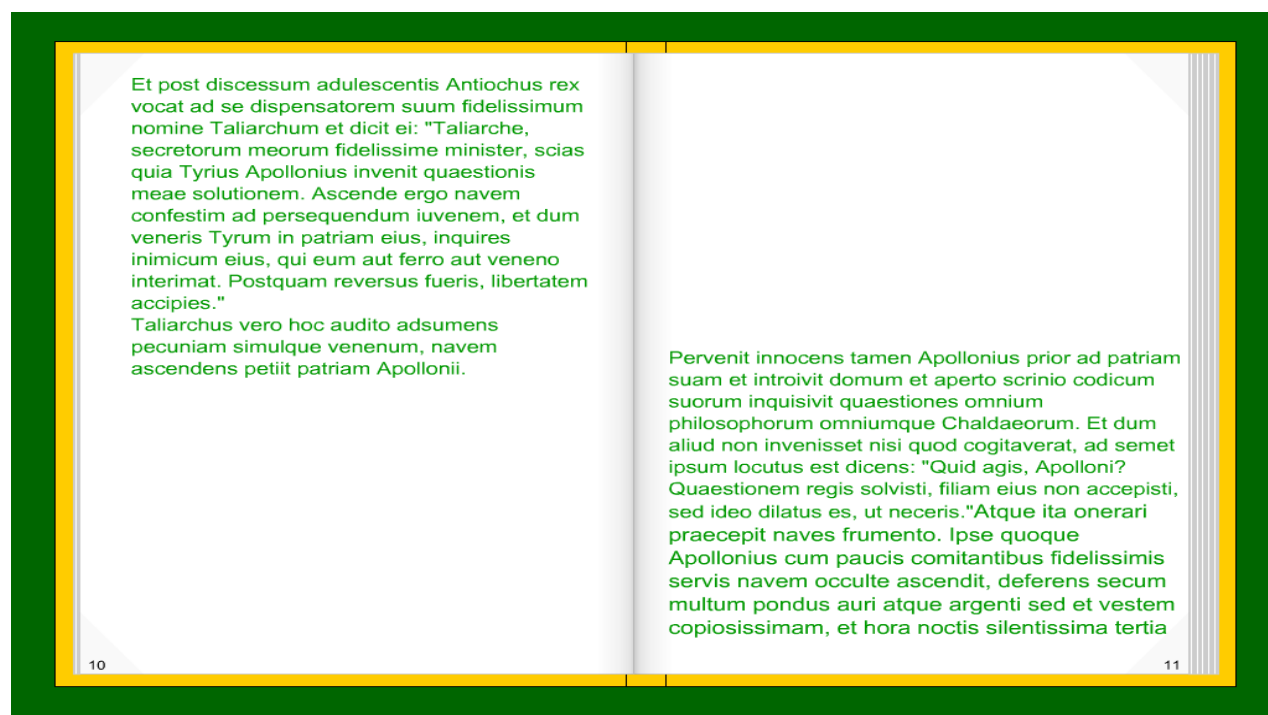 Et post discessum adulescentis Antiochus rex
vocat ad se dispensatorem suum fidelissimum
nomine Taliarchum et dicit ei: "Taliarche,
secretorum meorum fidelissime minister, scias
quia Tyrius Apollonius invenit quaestionis
meae solutionem. Ascende ergo navem
confestim ad persequendum iuvenem, et dum
veneris Tyrum in patriam eius, inquires
inimicum eius, qui eum aut ferro aut veneno
interimat. Postquam reversus fueris, libertatem
accipies."
Taliarchus vero hoc audito adsumens
pecuniam simulque venenum, navem
ascendens petiit patriam Apollonii.
10
Pervenit innocens tamen Apollonius prior ad patriam
suam et introivit domum et aperto scrinio codicum
suorum inquisivit quaestiones omnium
philosophorum omniumque Chaldaeorum. Et dum
aliud non invenisset nisi quod cogitaverat, ad semet
ipsum locutus est dicens: "Quid agis, Apolloni?
Quaestionem regis solvisti, filiam eius non accepisti,
sed ideo dilatus es, ut neceris."Atque ita onerari
praecepit naves frumento. Ipse quoque
Apollonius cum paucis comitantibus fidelissimis
servis navem occulte ascendit, deferens secum
multum pondus auri atque argenti sed et vestem
copiosissimam, et hora noctis silentissima tertia
11